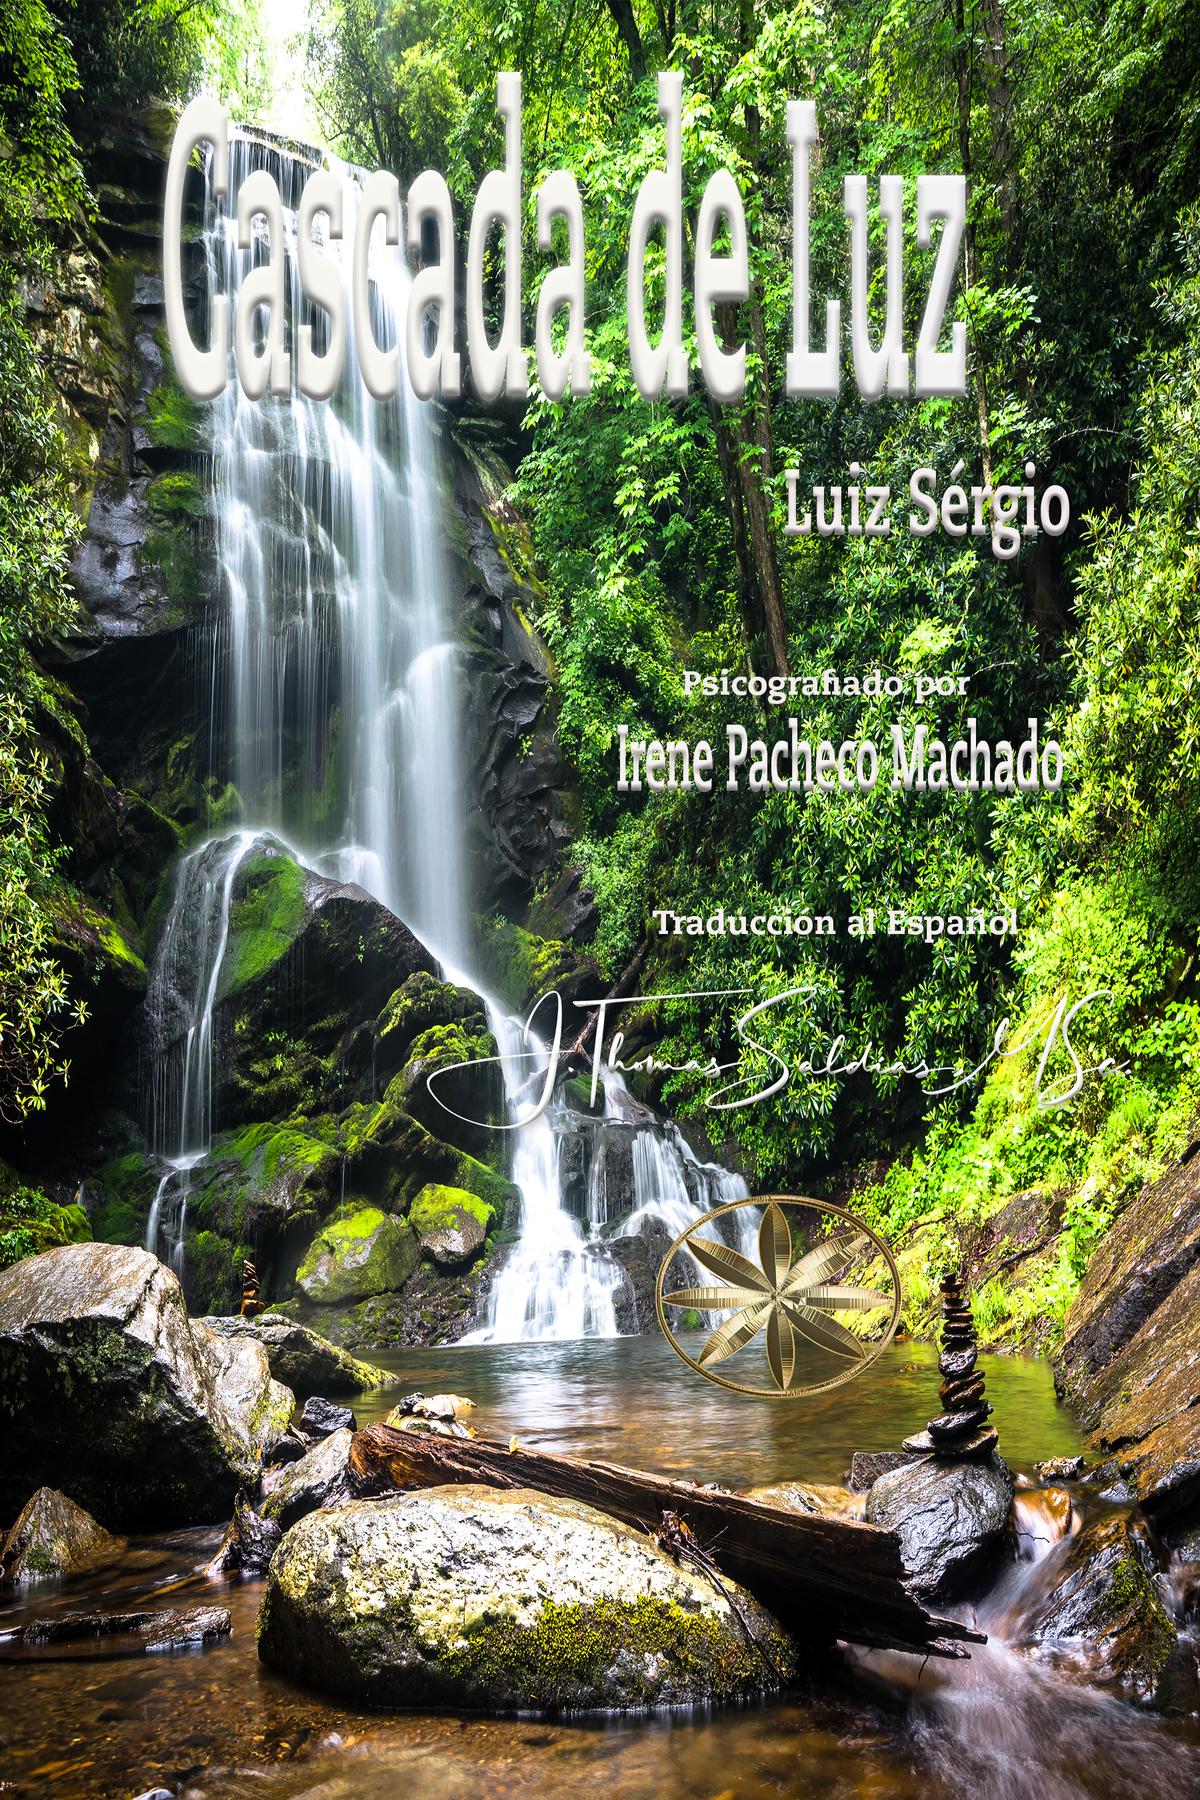 Cascada de Luz
Luiz Sérgio
Psicografiado por
Irene Pacheco Machado
Traducción al Español
J.Thomas Saldias, MSc.